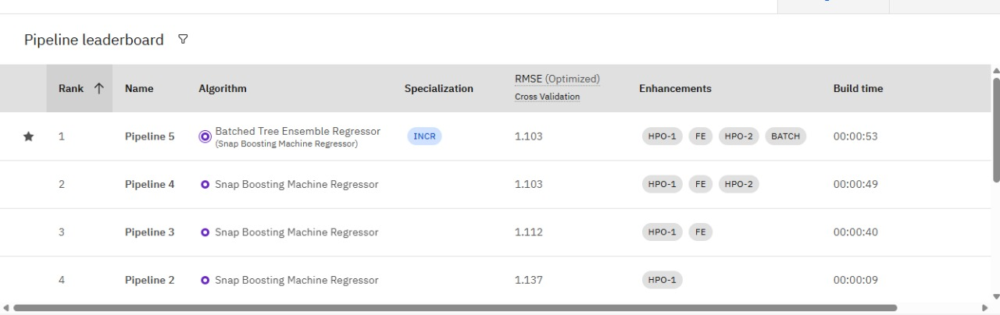 Pipeline leaderboard
Rank Name Algorithm Specialization RMSE (Optimized) Enhancements Build time
Cross Validation
1 Pipeline 5 Batched Tree Ensemble Regressor INCR 1.103 HPO-1 FE HPO-2 BATCH 00:00:53
(Snap Boosting Machine Regressor)
2 Pipeline 4 Snap Boosting Machine Regressor 1.103 HPO-1 FE HPO-2 00:00:49
3 Pipeline 3 Snap Boosting Machine Regressor 1.112 HPO-1 FE 00:00:40
4 Pipeline 2 Snap Boosting Machine Regressor 1.137 HPO-1 00:00:09